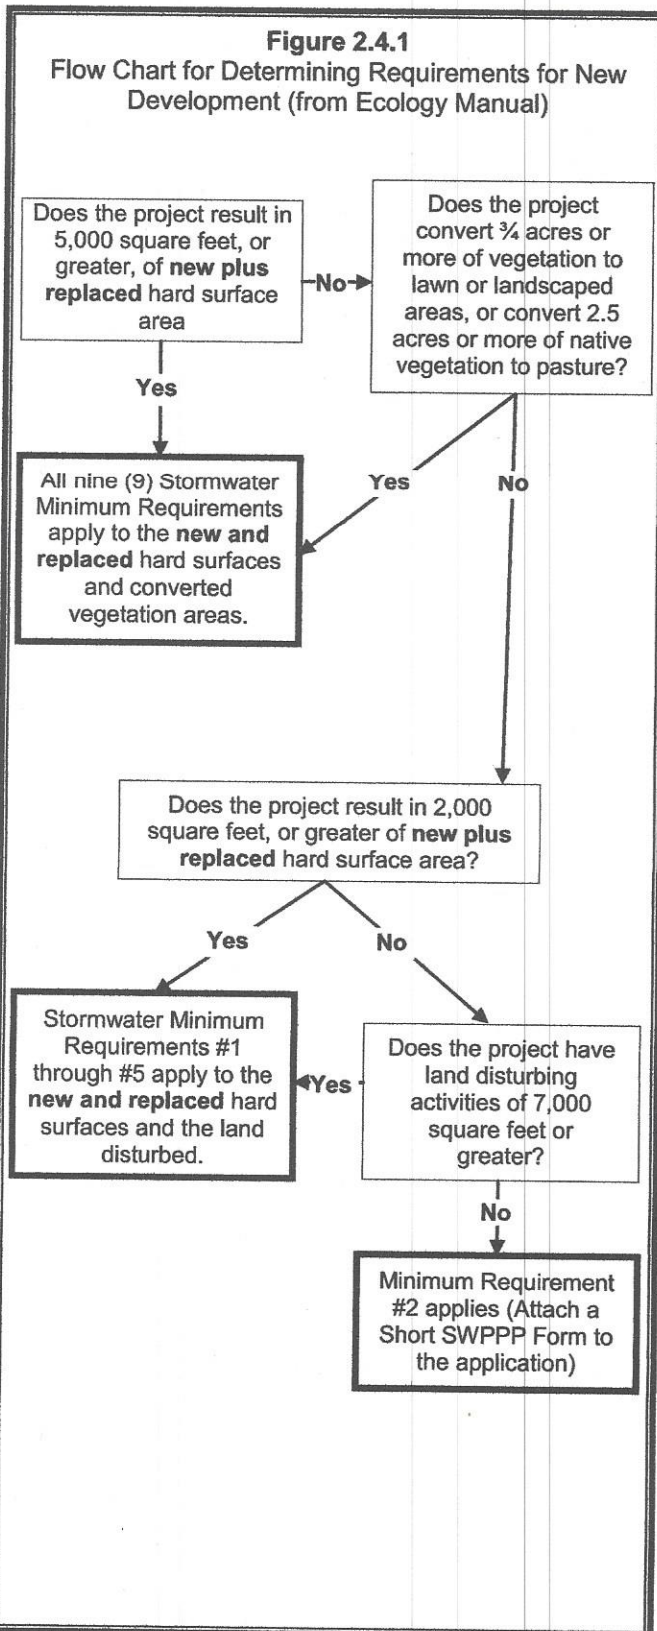 Figure 2.4.1
Flow Chart for Determining Requirements for New
Development (from Ecology Manual)
Does the project result in
5,000 square feet, or
greater, of new plus
replaced hard surface
area
No
Does the project
convert ¾ acres or
more of vegetation to
lawn or landscaped
areas, or convert 2.5
acres or more of native
vegetation to pasture?
Yes
All nine (9) Stormwater
Minimum Requirements
apply to the new and
replaced hard surfaces
and converted
vegetation areas.
Yes
No
Does the project result in 2,000
square feet, or greater of new plus
replaced hard surface area?
Yes
No
Stormwater Minimum
Requirements #1
through #5 apply to the
new and replaced hard
surfaces and the land
disturbed.
Yes
Does the project have
land disturbing
activities of 7,000
square feet or
greater?
No
Minimum Requirement
#2 applies (Attach a
Short SWPPP Form to
the application)